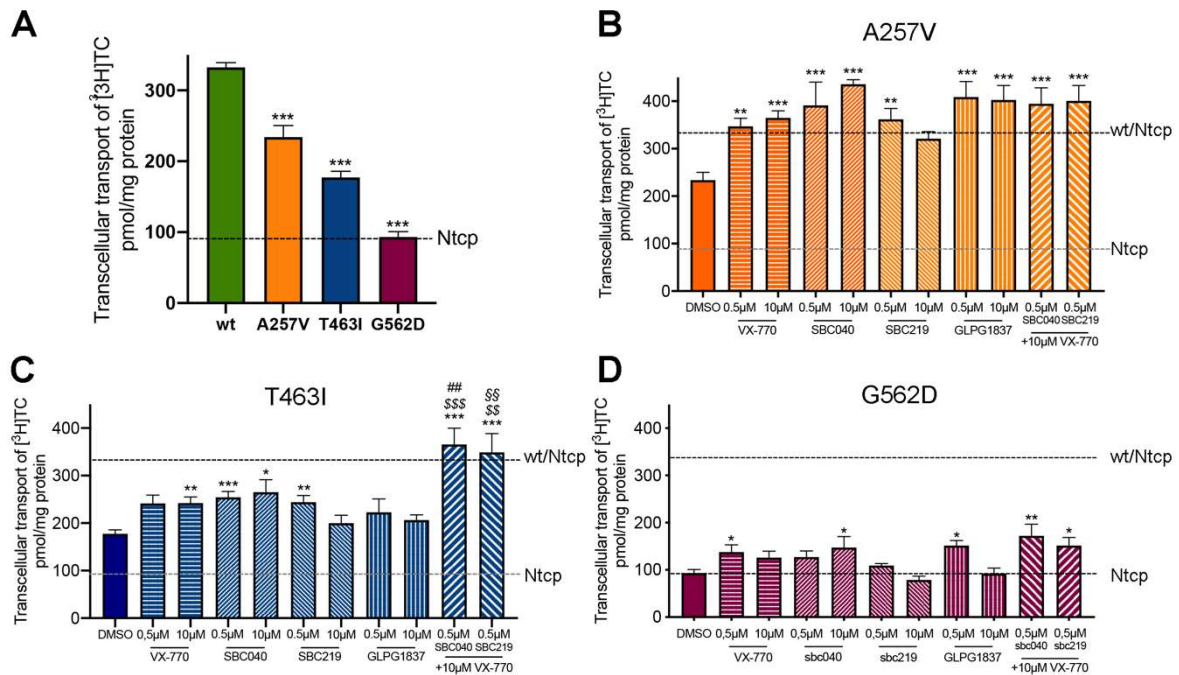 A
Transcellular transport of [3H]TC
pmol/mg protein
300
200
100
0
***
***
***
Ntcp
wt A257V T463I G562D
B
A257V
Transcellular transport of [³H]TC
pmol/mg protein
400
300
200
100
0
** *** *** *** ** *** *** *** ***
wt/Ntcp
Ntcp
DMSO 0,5µM 10µM 0.5µM 10µM 0.5µM 10µM 0.5µM 10µM 0.5µM 0.5µM
SBC040 SBC219
VX-770 SBC040 SBC219 GLPG1837 +10µM VX-770
C
T463I
Transcellular transport of [³H]TC
pmol/mg protein
400
300
200
100
0
## §§
$$$ $$
*** ***
** *** * **
wt/Ntcp
Ntcp
DMSO 0,5µM 10µM 0.5µM 10µM 0.5µM 10µM 0.5µM 10µM 0.5µM 0.5µM
SBC040 SBC219
VX-770 SBC040 SBC219 GLPG1837 +10µM VX-770
D
G562D
Transcellular transport of [³H]TC
pmol/mg protein
400
300
200
100
0
* * * ** *
wt/Ntcp
Ntcp
DMSO 0,5µM 10µM 0,5µM 10µM 0,5µM 10µM 0,5µM 10µM 0,5µM 0,5µM
sbc040 sbc219
VX-770 sbc040 sbc219 GLPG1837 +10µM VX-770